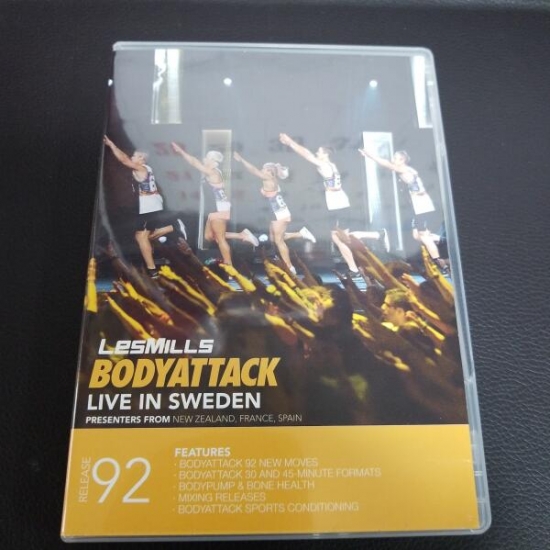 LesMILLS
BODYATTACK
LIVE IN SWEDEN
PRESENTERS FROM NEW ZEALAND, FRANCE, SPAIN
RELEASE 92
FEATURES
· BODYATTACK 92 NEW MOVES
· BODYATTACK 30 AND 45-MINUTE FORMATS
· BODYPUMP & BONE HEALTH
· MIXING RELEASES
· BODYATTACK SPORTS CONDITIONING